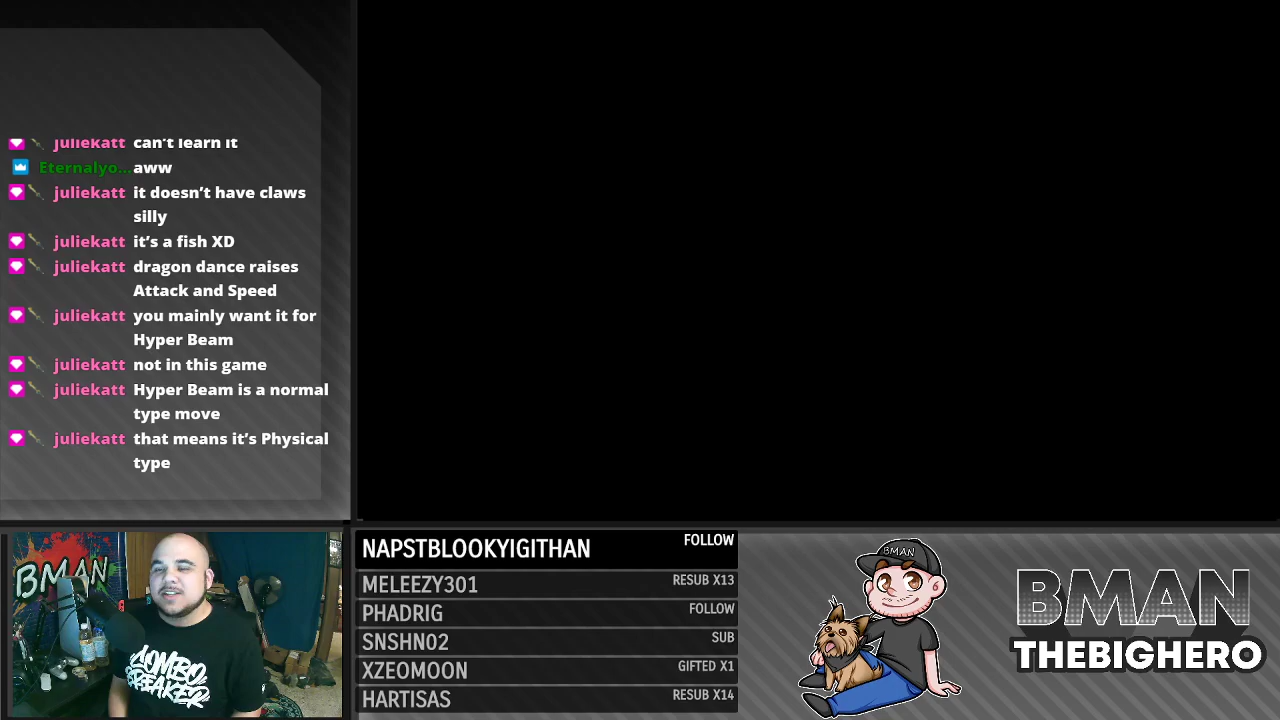 juliekatt can't learn it
Eternalyo... aww
juliekatt it doesn't have claws
silly
juliekatt it's a fish XD
juliekatt dragon dance raises
Attack and Speed
juliekatt you mainly want it for
Hyper Beam
juliekatt not in this game
juliekatt Hyper Beam is a normal
type move
juliekatt that means it's Physical
type
BMAN
COMBO
BREAKER
NAPSTBLOOKYIGITHAN FOLLOW
MELEEZY301 RESUB X13
PHADRIG FOLLOW
SNSHN02 SUB
XZEOMOON GIFTED X1
HARTISAS RESUB X14
BMAN
BMAN
THEBIGHERO